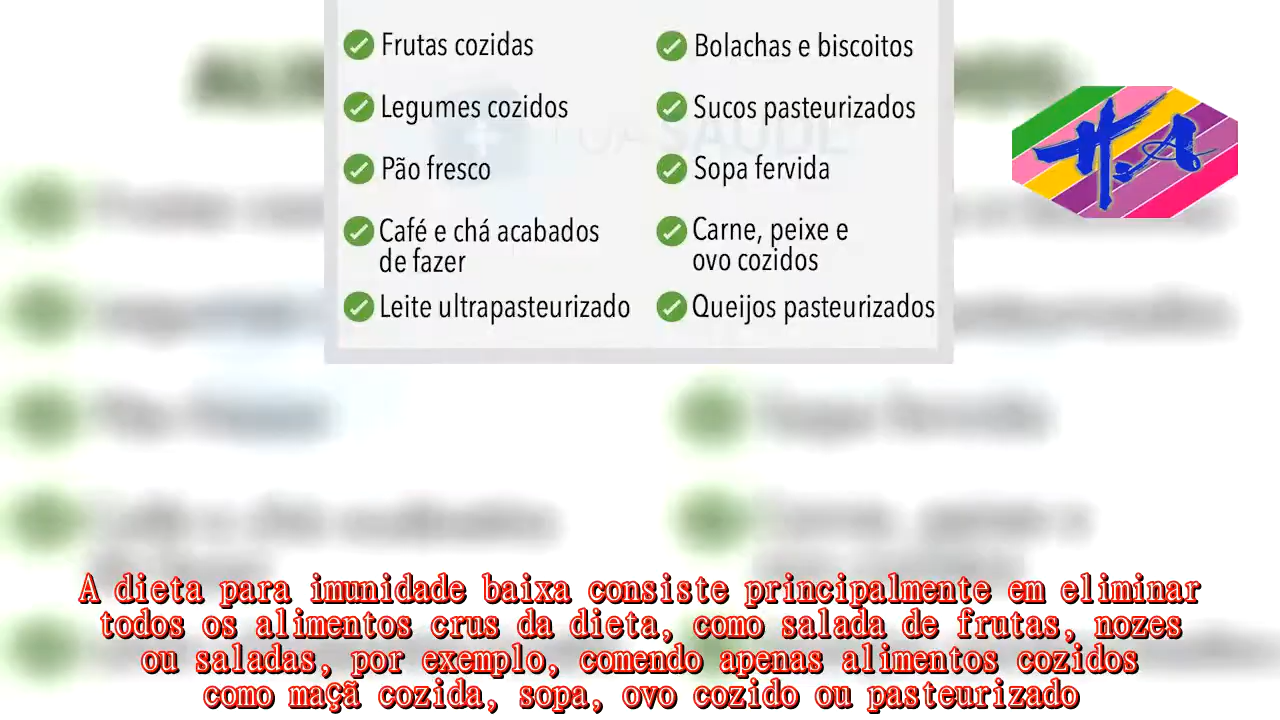 Frutas cozidas
Legumes cozidos
Pão fresco
Café e chá acabados
de fazer
Leite ultrapasteurizado
Bolachas e biscoitos
Sucos pasteurizados
Sopa fervida
Carne, peixe e
ovo cozidos
Queijos pasteurizados
A dieta para imunidade baixa consiste principalmente em eliminar
todos os alimentos crus da dieta, como salada de frutas, nozes
ou saladas, por exemplo, comendo apenas alimentos cozidos
como maçã cozida, sopa, ovo cozido ou pasteurizado